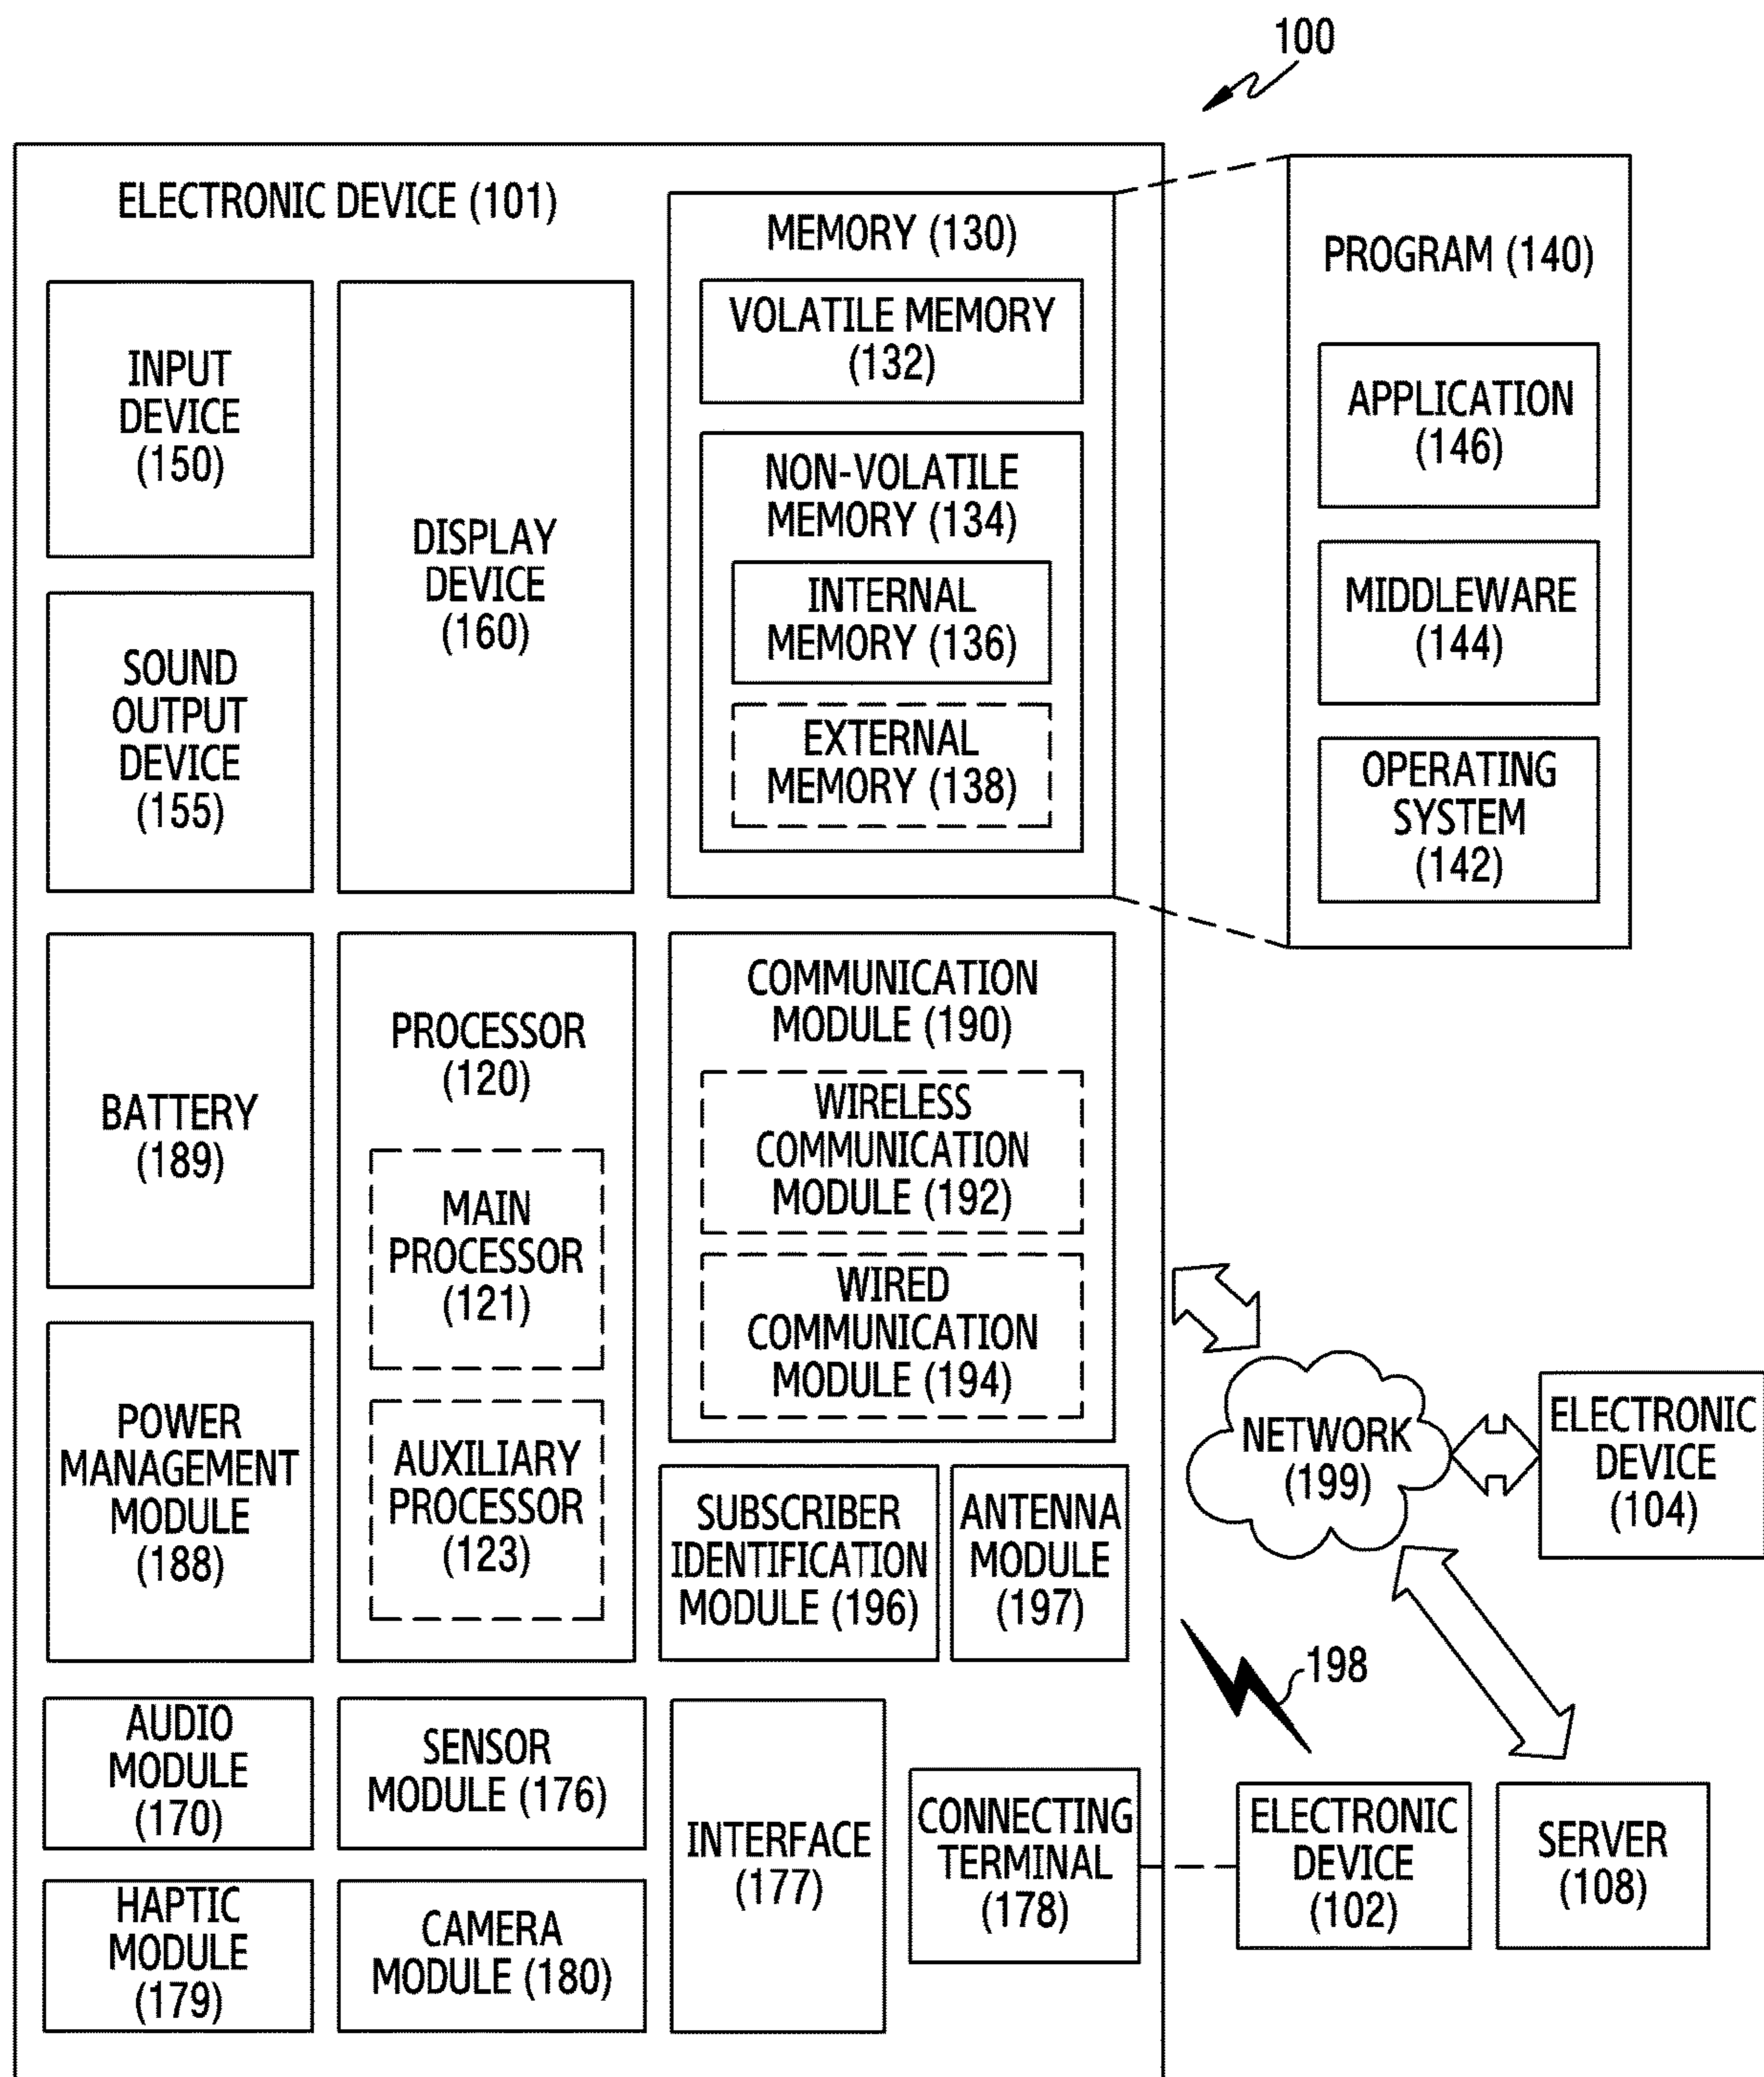 100
ELECTRONIC DEVICE (101)
INPUT
DEVICE
(150)
SOUND
OUTPUT
DEVICE
(155)
DISPLAY
DEVICE
(160)
MEMORY (130)
VOLATILE MEMORY
(132)
NON-VOLATILE
MEMORY (134)
INTERNAL
MEMORY (136)
EXTERNAL
MEMORY (138)
PROGRAM (140)
APPLICATION
(146)
MIDDLEWARE
(144)
OPERATING
SYSTEM
(142)
BATTERY
(189)
POWER
MANAGEMENT
MODULE
(188)
PROCESSOR
(120)
MAIN
PROCESSOR
(121)
AUXILIARY
PROCESSOR
(123)
COMMUNICATION
MODULE (190)
WIRELESS
COMMUNICATION
MODULE (192)
WIRED
COMMUNICATION
MODULE (194)
SUBSCRIBER
IDENTIFICATION
MODULE (196)
ANTENNA
MODULE
(197)
NETWORK
(199)
ELECTRONIC
DEVICE
(104)
198
AUDIO
MODULE
(170)
SENSOR
MODULE (176)
HAPTIC
MODULE
(179)
CAMERA
MODULE (180)
INTERFACE
(177)
CONNECTING
TERMINAL
(178)
ELECTRONIC
DEVICE
(102)
SERVER
(108)